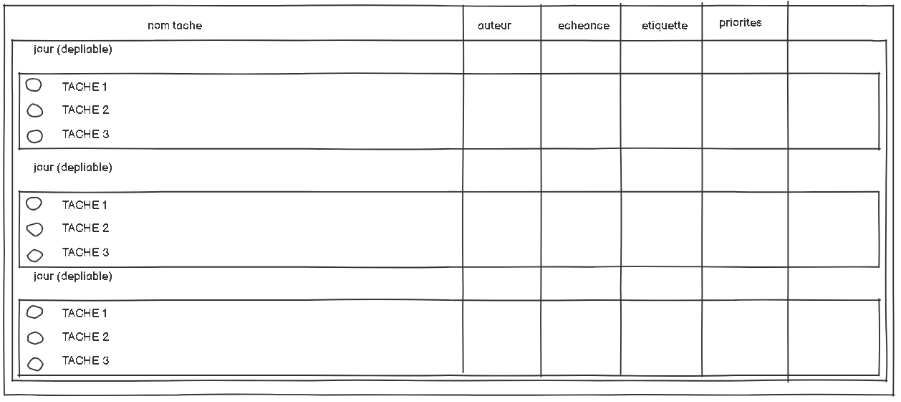 nom tache auteur echeance etiquette priorites
jour (depliable)
TACHE 1
TACHE 2
TACHE 3
jour (depliable)
TACHE 1
TACHE 2
TACHE 3
jour (depliable)
TACHE 1
TACHE 2
TACHE 3